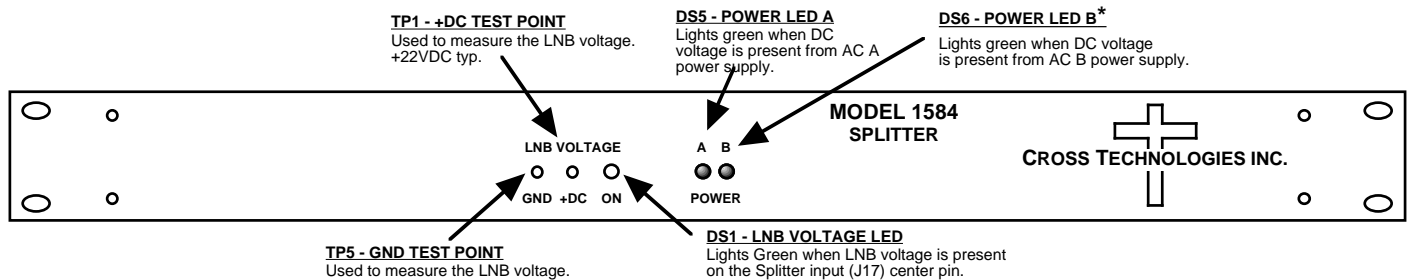 TP1 - +DC TEST POINT
Used to measure the LNB voltage.
+22VDC typ.
DS5 - POWER LED A
Lights green when DC
voltage is present from AC A
power supply.
DS6 - POWER LED B*
Lights green when DC voltage
is present from AC B power supply.
MODEL 1584
SPLITTER
LNB VOLTAGE
A B
CROSS TECHNOLOGIES INC.
GND +DC ON
POWER
TP5 - GND TEST POINT
Used to measure the LNB voltage.
DS1 - LNB VOLTAGE LED
Lights Green when LNB voltage is present
on the Splitter input (J17) center pin.